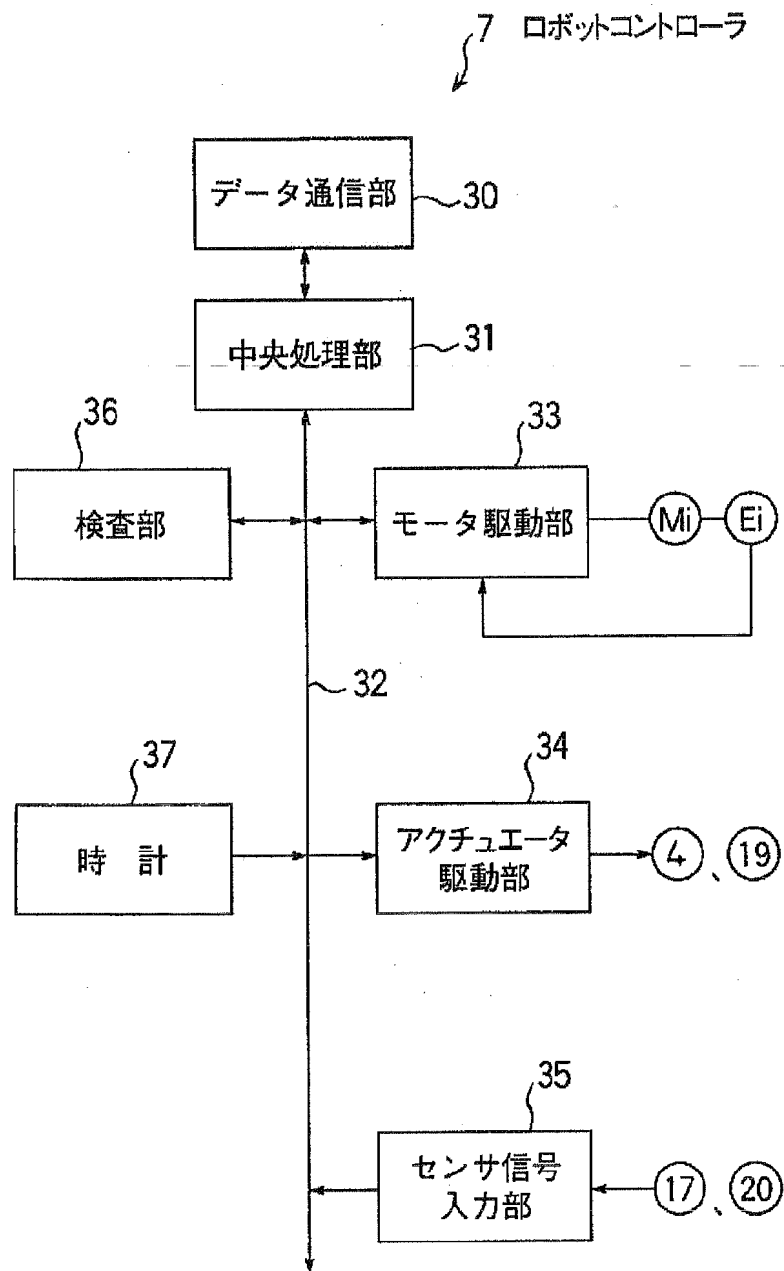 7 ロボットコントローラ
データ通信部
30
中央処理部
31
36
検査部
33
モータ駆動部
Mi
Ei
32
37
時 計
34
アクチュエータ
駆動部
4、19
35
センサ信号
入力部
17、20